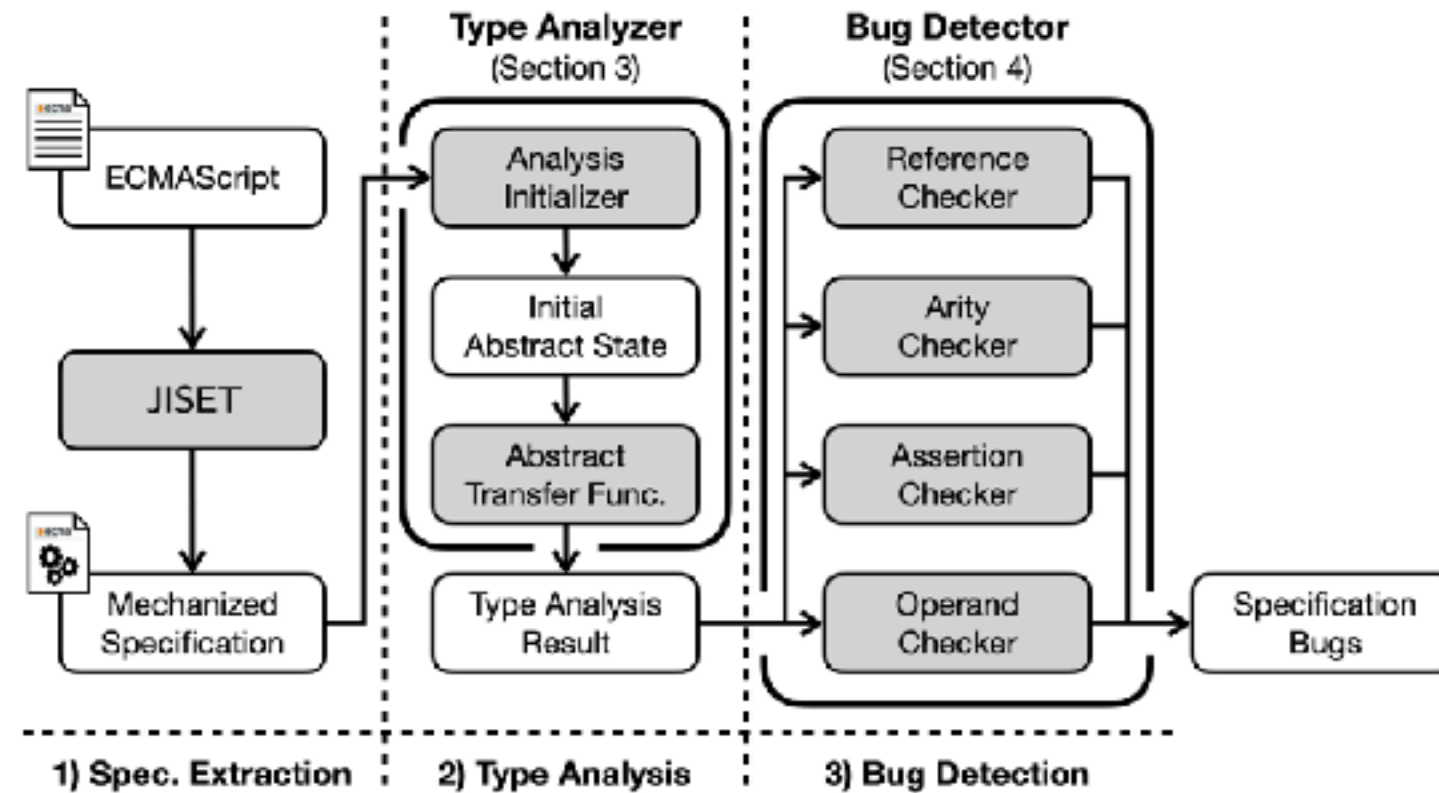 Type Analyzer
(Section 3)
Bug Detector
(Section 4)
ecma
ECMAScript
JISET
ecma
Mechanized
Specification
Analysis
Initializer
Initial
Abstract State
Abstract
Transfer Func.
Type Analysis
Result
Reference
Checker
Arity
Checker
Assertion
Checker
Operand
Checker
Specification
Bugs
1) Spec. Extraction
2) Type Analysis
3) Bug Detection